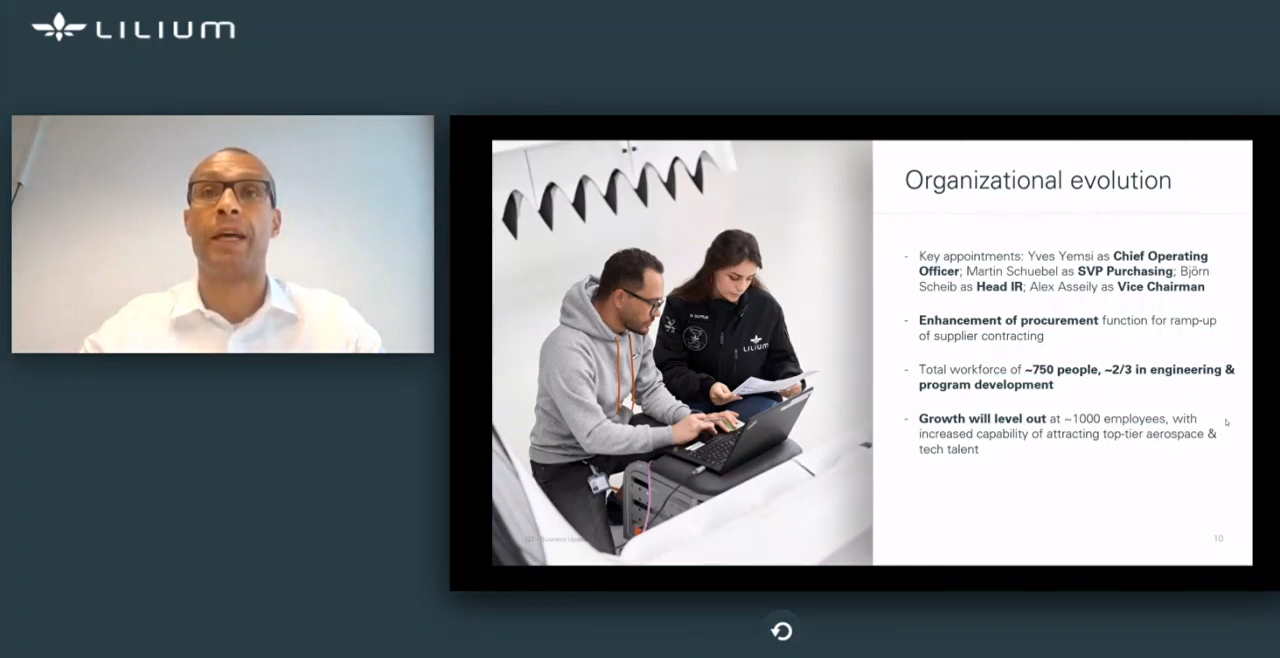 LILIUM
Organizational evolution
- Key appointments: Yves Yemsi as Chief Operating
Officer; Martin Schuebel as SVP Purchasing; Björn
Scheib as Head IR; Alex Asseily as Vice Chairman
- Enhancement of procurement function for ramp-up
of supplier contracting
- Total workforce of ~750 people, ~2/3 in engineering &
program development
- Growth will level out at ~1000 employees, with
increased capability of attracting top-tier aerospace &
tech talent
LILIUM
Business
10